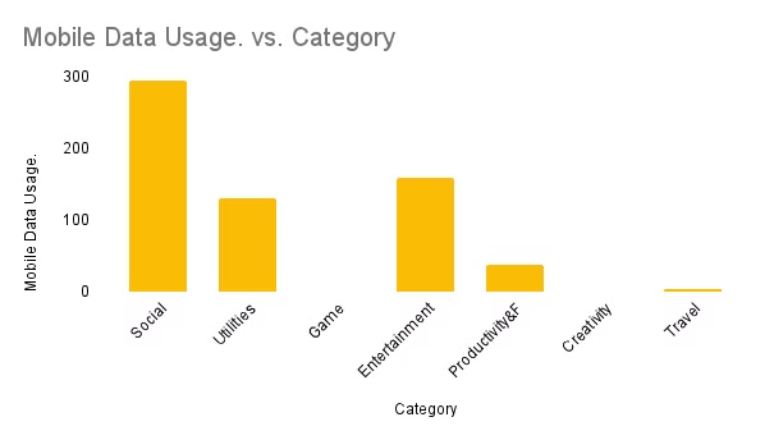 Mobile Data Usage. vs. Category
300
200
100
0
Mobile Data Usage.
Social
Utilities
Game
Entertainment
Productivity&F
Creativity
Travel
Category